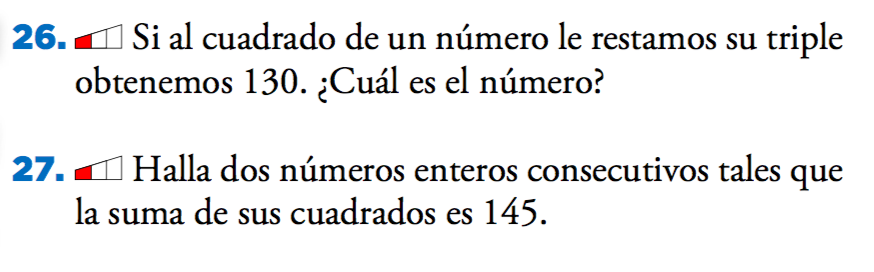 26. Si al cuadrado de un número le restamos su triple
obtenemos 130. ¿Cuál es el número?
27. Halla dos números enteros consecutivos tales que
la suma de sus cuadrados es 145.